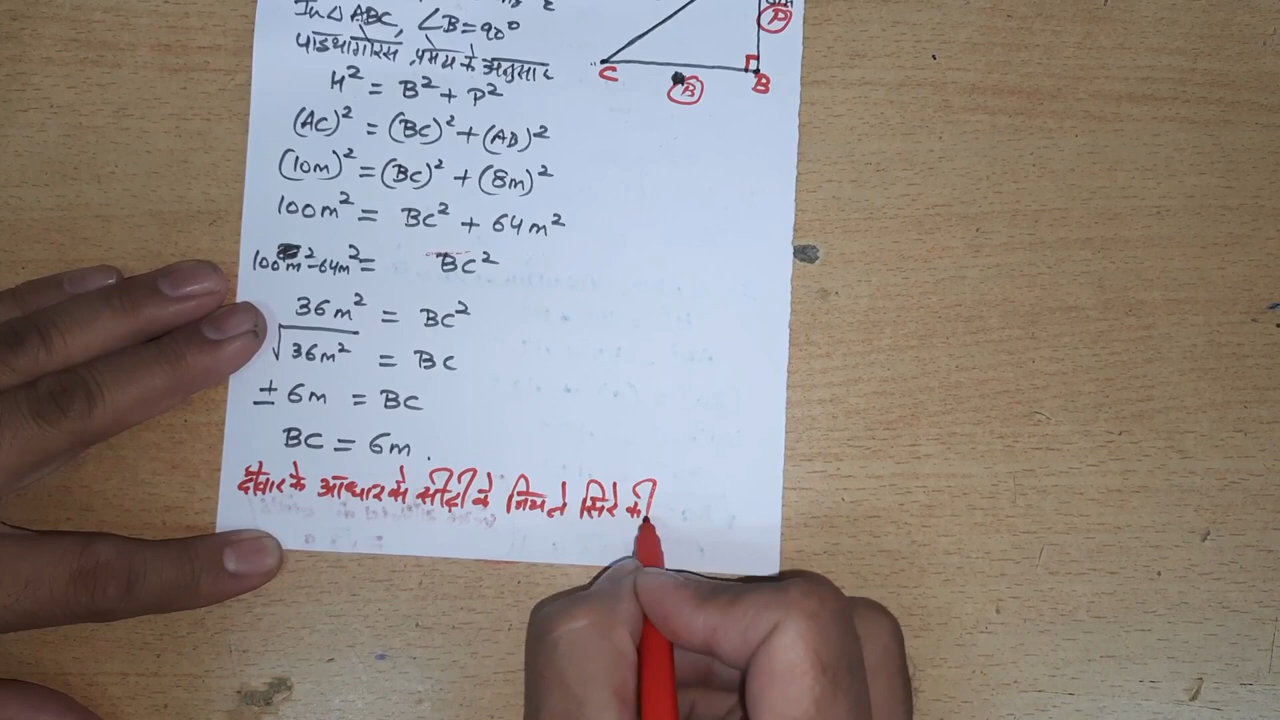 In △ ABC, ∠B=90°
पाइथागोरस प्रमेय के अनुसार
H² = B² + P²
(AC)² = (BC)² + (AB)²
(10m)² = (BC)² + (8m)²
100m² = BC² + 64m²
100m² - 64m² = BC²
36m² = BC²
√36m² = BC
± 6m = BC
BC = 6m.
दीवार के आधार से सीढ़ी के निचले सिरे की
P
C
B
B